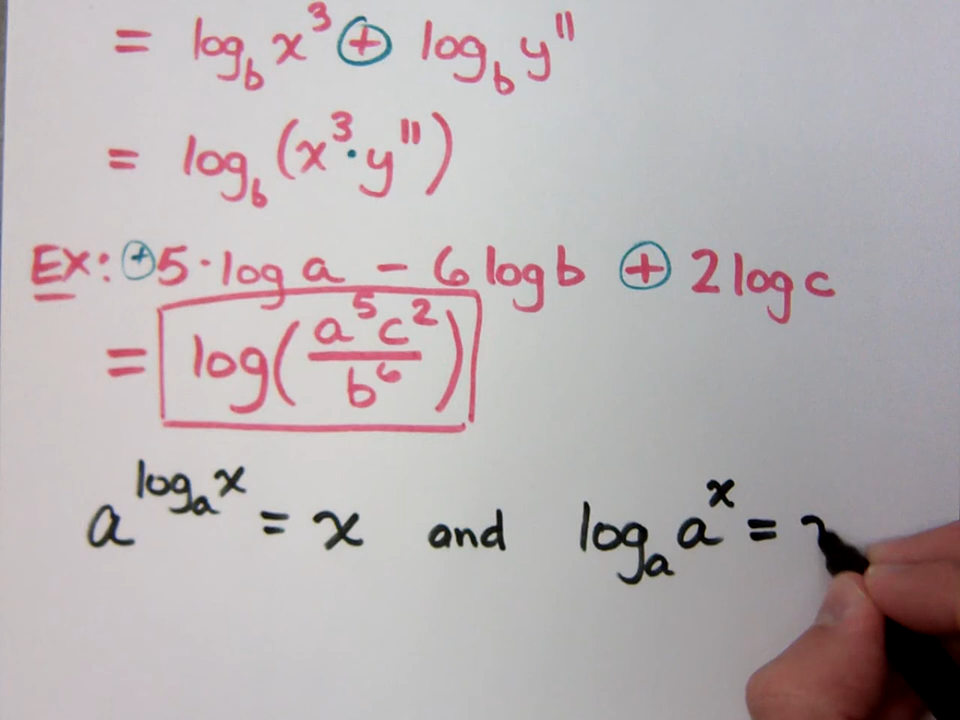 = log_b x^3 + log_b y^11
= log_b (x^3 · y^11)
EX: +5 · log a - 6 log b + 2 log c
= log( a^5 c^2 / b^6 )
a^(log_a x) = x and log_a a^x =